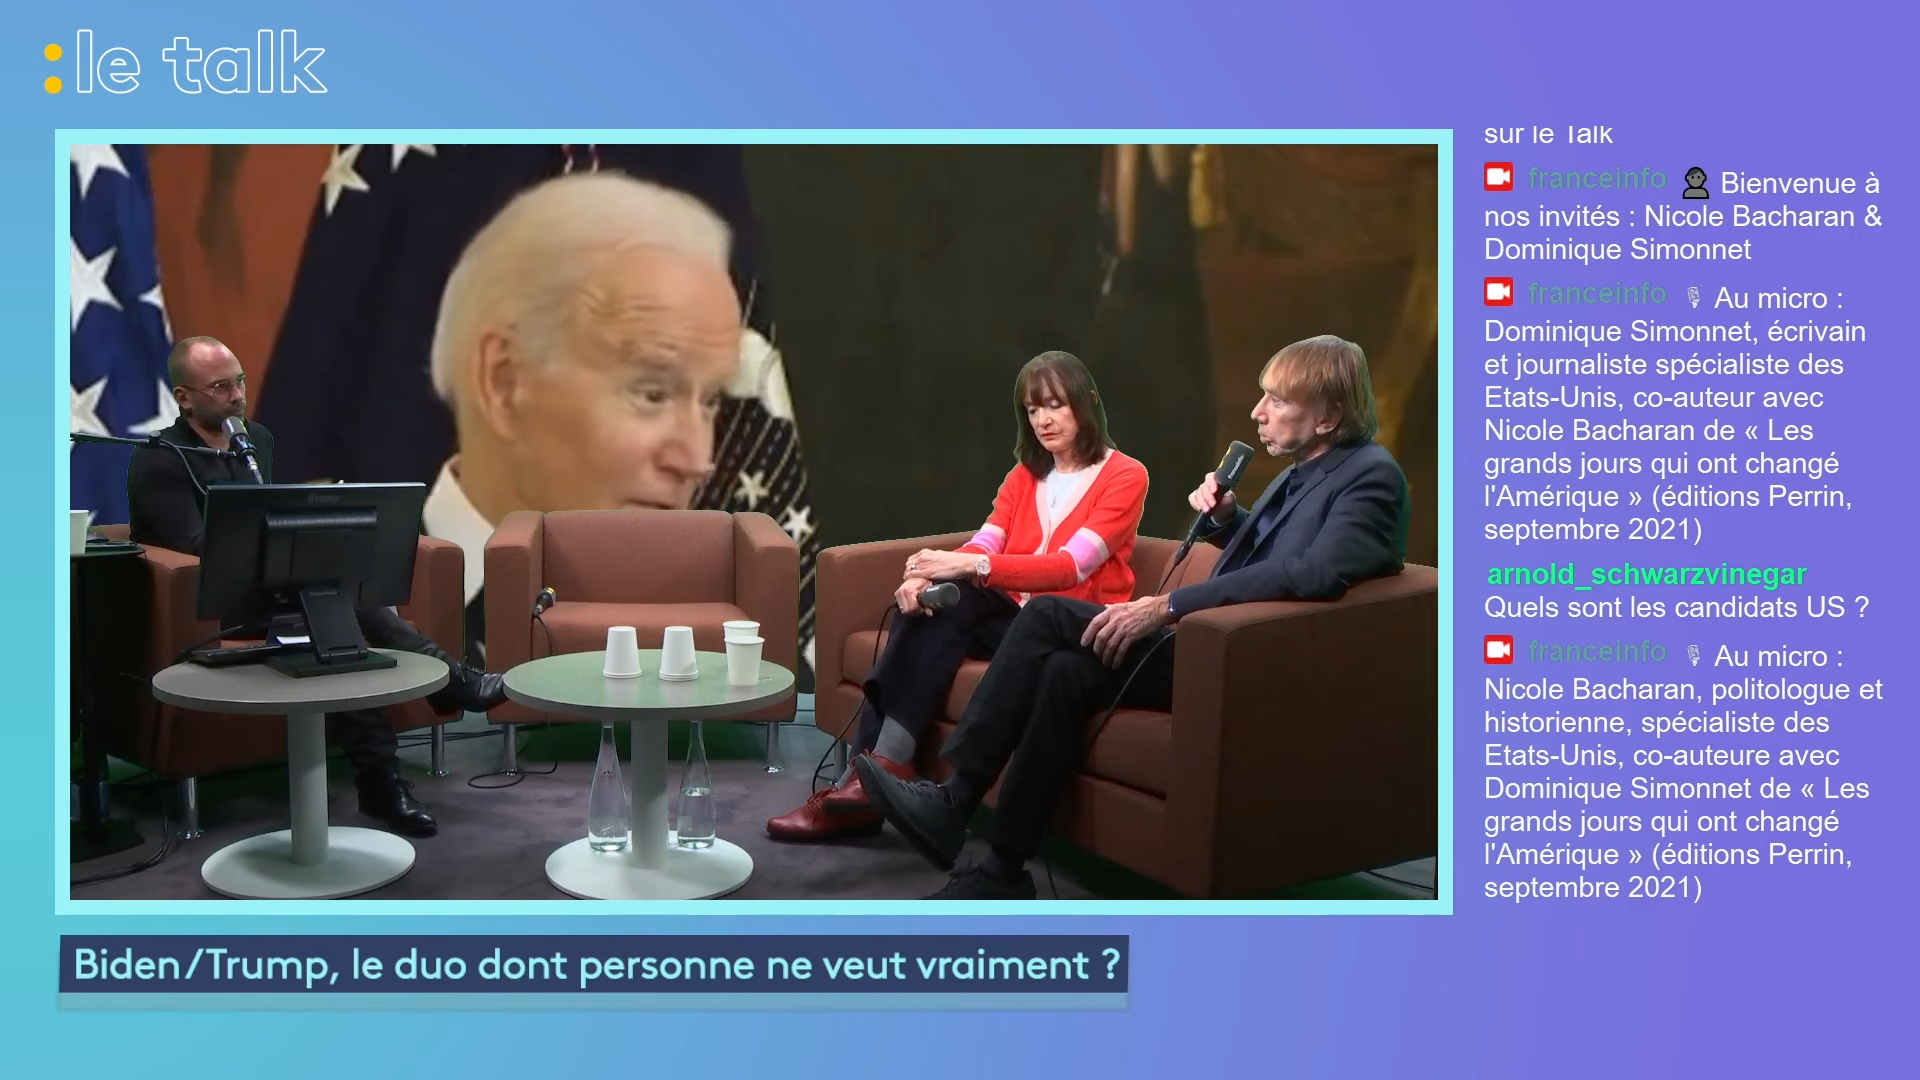 :le talk
sur le Talk
franceinfo Bienvenue à
nos invités : Nicole Bacharan &
Dominique Simonnet
franceinfo Au micro :
Dominique Simonnet, écrivain
et journaliste spécialiste des
Etats-Unis, co-auteur avec
Nicole Bacharan de « Les
grands jours qui ont changé
l'Amérique » (éditions Perrin,
septembre 2021)
arnold_schwarzvinegar
Quels sont les candidats US ?
franceinfo Au micro :
Nicole Bacharan, politologue et
historienne, spécialiste des
Etats-Unis, co-auteure avec
Dominique Simonnet de « Les
grands jours qui ont changé
l'Amérique » (éditions Perrin,
septembre 2021)
Biden/Trump, le duo dont personne ne veut vraiment ?